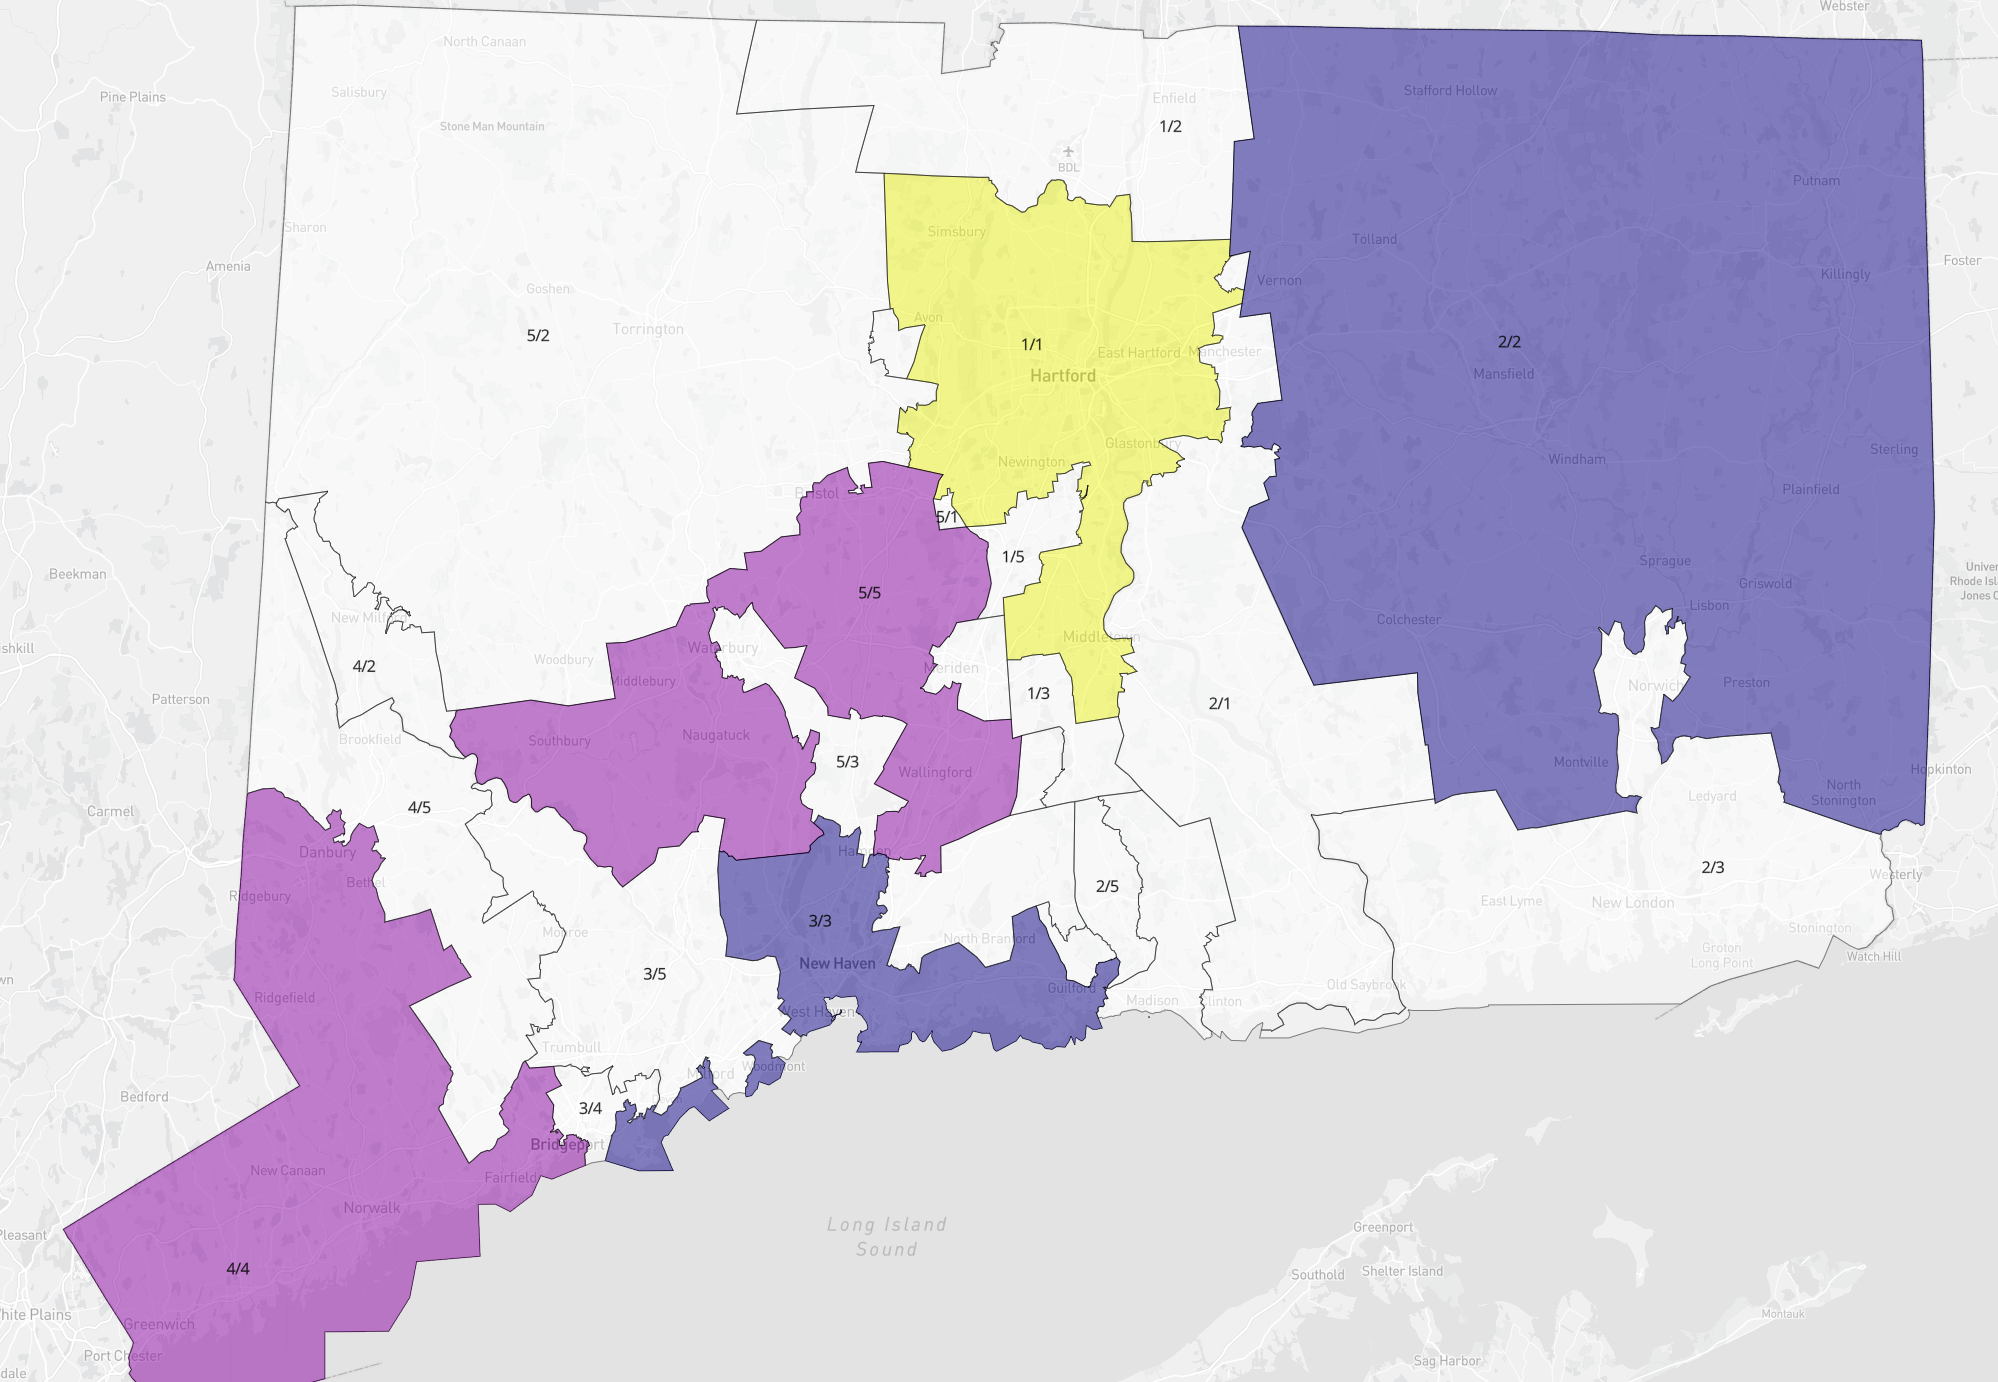 Webster
North Canaan
Pine Plains
Salisbury
Stafford Hollow
Enfield
Stone Man Mountain
1/2
BDL
Putnam
Sharon
Simsbury
Tolland
Amenia
Foster
Killingly
Vernon
Goshen
Avon
Torrington
5/2
1/1
2/2
East Hartford
Manchester
Hartford
Mansfield
Glastonbury
Sterling
Newington
Windham
Bristol
Plainfield
5/1
1/5
Sprague
Univer
Rhode Isl
Jones C
Beekman
Griswold
5/5
Lisbon
New Milford
Colchester
Middletown
shkill
Waterbury
Woodbury
4/2
Meriden
Middlebury
Norwich
Preston
1/3
Patterson
2/1
Naugatuck
Brookfield
Southbury
5/3
Montville
Hopkinton
Wallingford
North
Stonington
Ledyard
4/5
Carmel
Danbury
Hamden
2/3
Westerly
Bethel
2/5
Ridgebury
East Lyme
New London
3/3
Monroe
Stonington
North Branford
Groton
Long Point
Watch Hill
New Haven
3/5
wn
Guilford
Old Saybrook
Ridgefield
Madison
Clinton
West Haven
Trumbull
Woodmont
Milford
Bedford
Devon
3/4
Bridgeport
New Canaan
Fairfield
Norwalk
Long Island
Sound
Greenport
Pleasant
4/4
Southold
Shelter Island
White Plains
Greenwich
Montauk
Port Chester
Sag Harbor
sdale